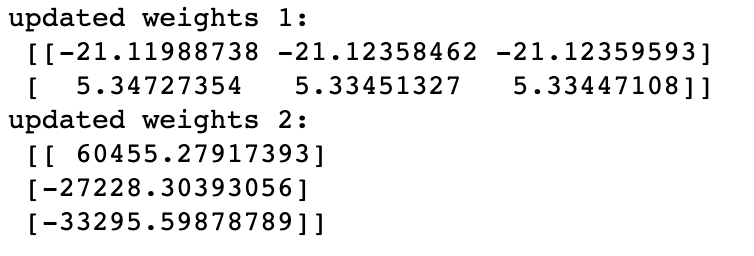 updated weights 1:
[[-21.11988738 -21.12358462 -21.12359593]
[ 5.34727354 5.33451327 5.33447108]]
updated weights 2:
[[ 60455.27917393]
[-27228.30393056]
[-33295.59878789]]